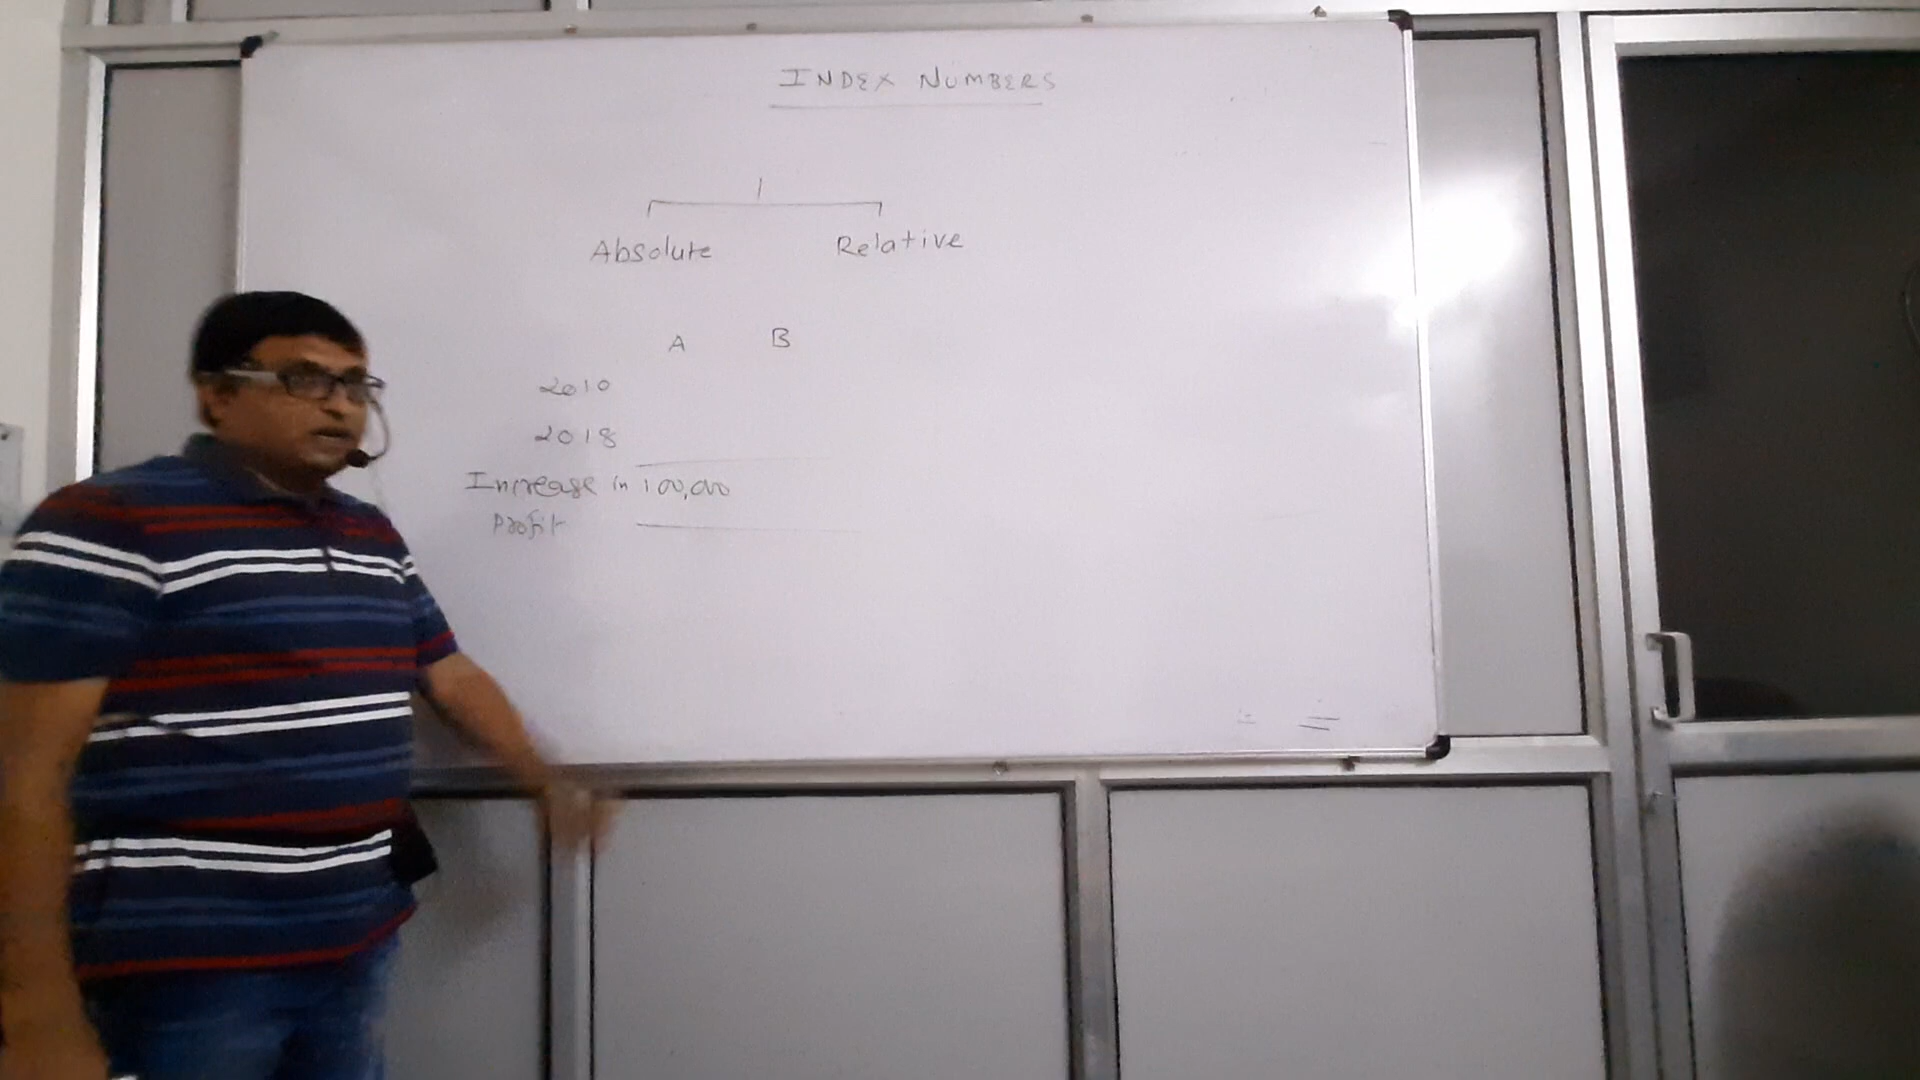 INDEX NUMBERS
Absolute Relative
A B
2010
2018
Increase in 100,000
Profit